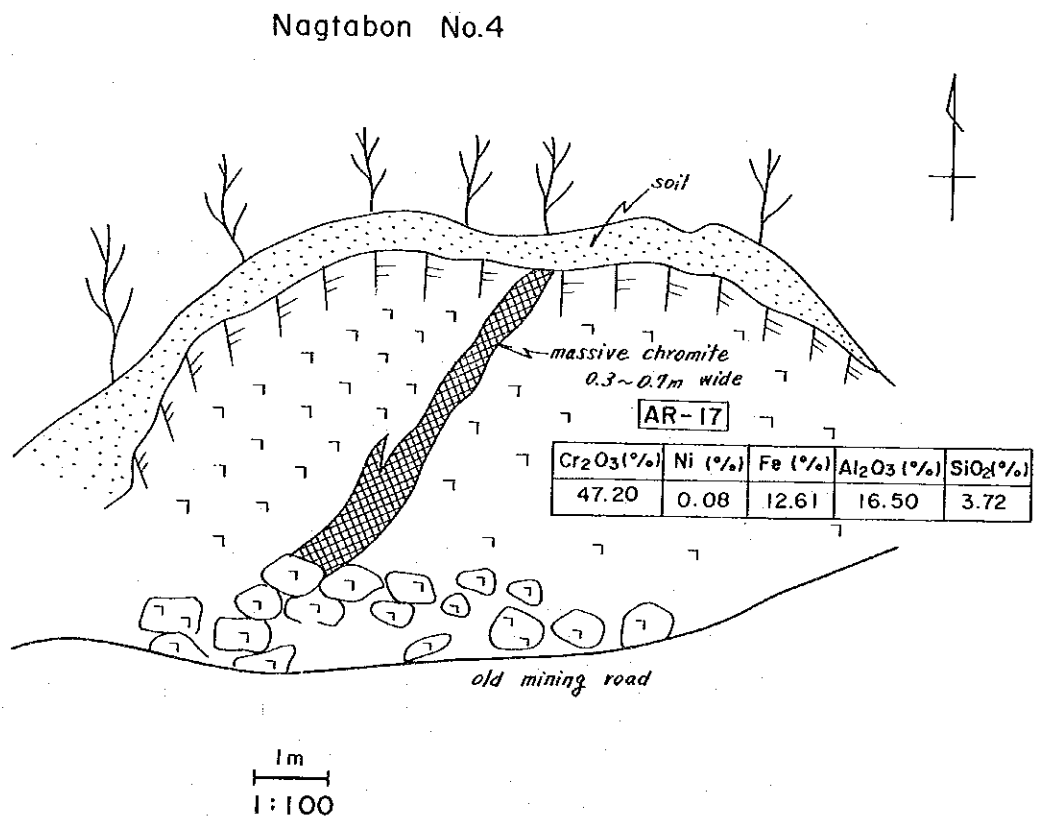 Nagtabon No.4
soil
massive chromite
0.3~0.7m wide
AR-17
Cr₂O₃(%) Ni (%) Fe (%) Al₂O₃(%) SiO₂(%)
47.20 0.08 12.61 16.50 3.72
old mining road
1m
1:100